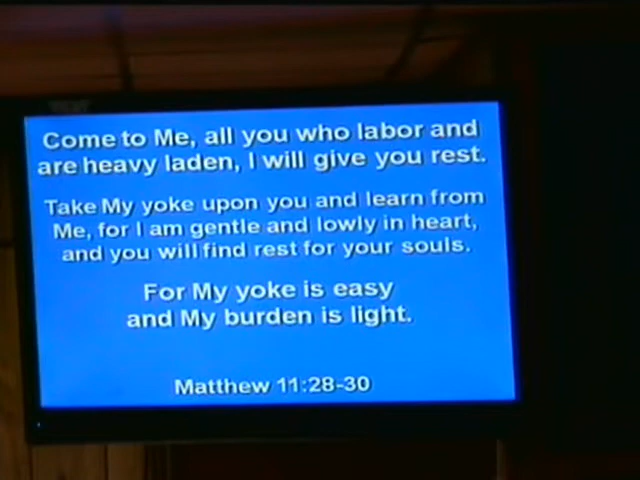 Come to Me, all you who labor and
are heavy laden, I will give you rest.
Take My yoke upon you and learn from
Me, for I am gentle and lowly in heart,
and you will find rest for your souls.
For My yoke is easy
and My burden is light.
Matthew 11:28-30